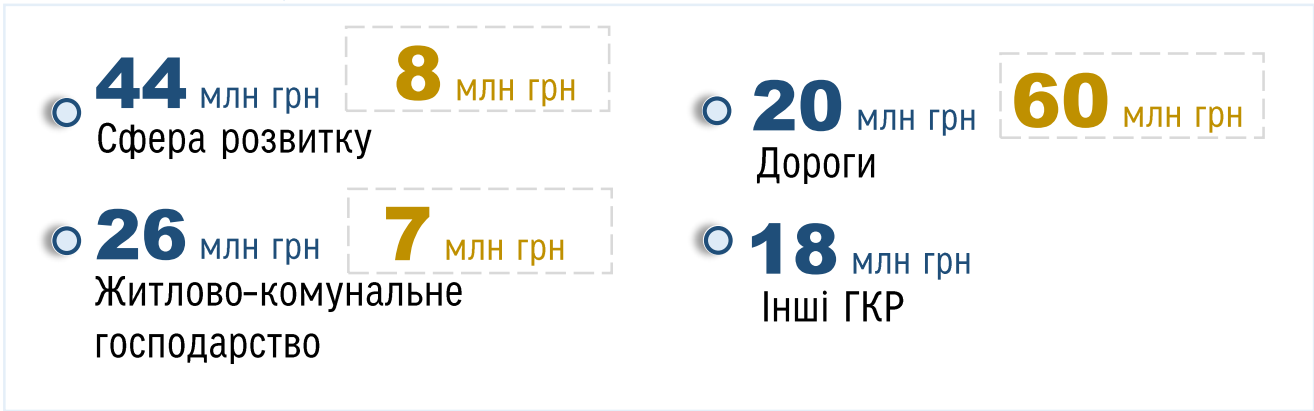 44 млн грн 8 млн грн
Сфера розвитку
26 млн грн 7 млн грн
Житлово-комунальне
господарство
20 млн грн 60 млн грн
Дороги
18 млн грн
Інші ГКР